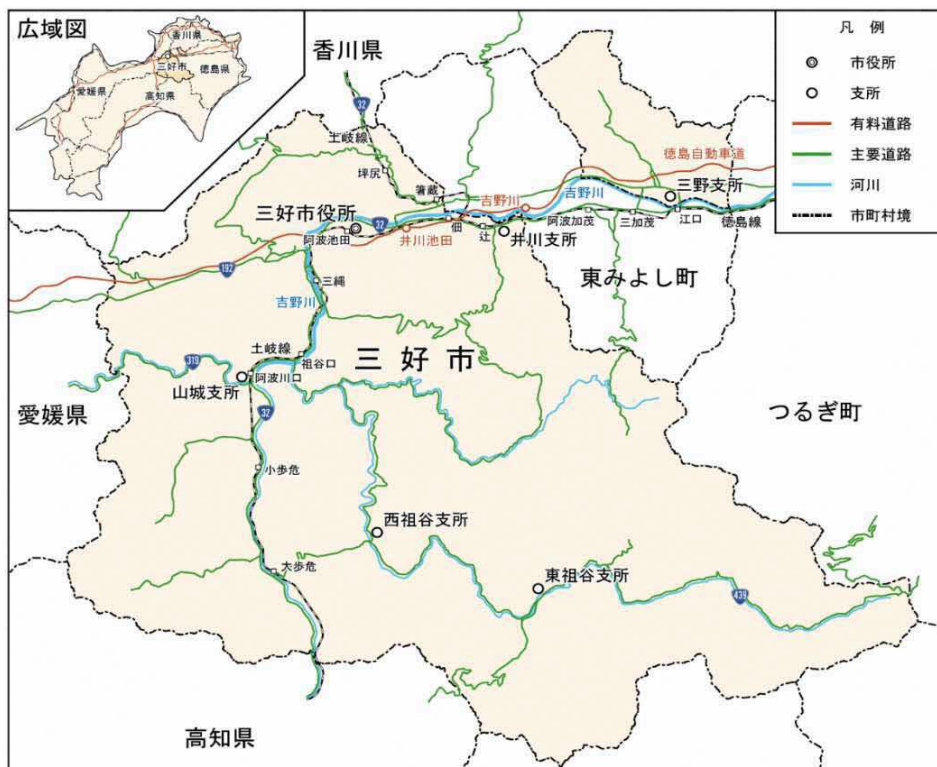 広域図
香川県
三好市
徳島県
愛媛県
高知県
凡 例
市役所
支所
有料道路
主要道路
河川
市町村境
香川県
32
土岐線
坪尻
箸蔵
徳島自動車道
吉野川
吉野川
三野支所
三好市役所
32
佃
阿波加茂
三加茂
江口
徳島線
阿波池田
井川池田
辻
井川支所
192
三縄
東みよし町
吉野川
土岐線
祖谷口
三好市
319
阿波川口
山城支所
32
愛媛県
つるぎ町
小歩危
西祖谷支所
大歩危
東祖谷支所
439
高知県